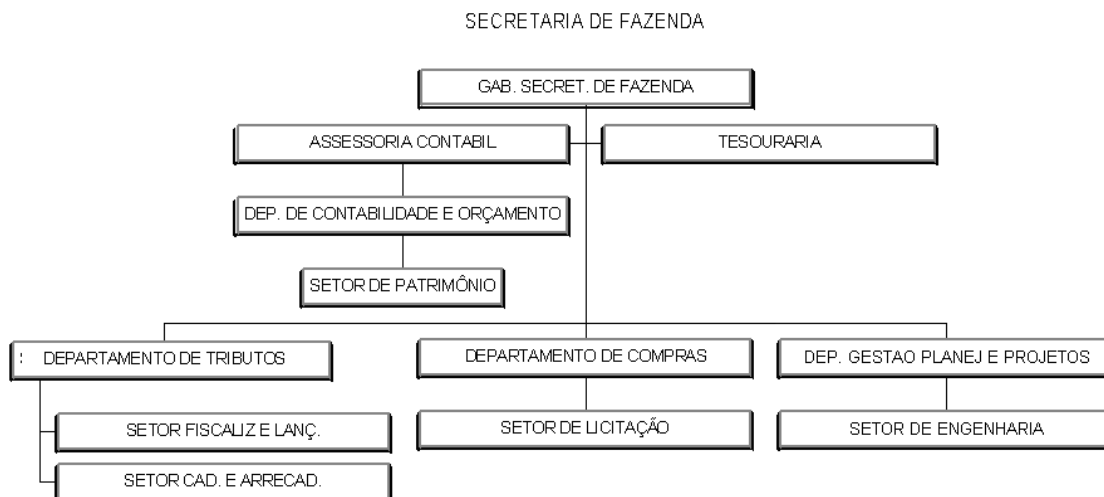 SECRETARIA DE FAZENDA
GAB. SECRET. DE FAZENDA
ASSESSORIA CONTABIL
TESOURARIA
DEP. DE CONTABILIDADE E ORÇAMENTO
SETOR DE PATRIMÔNIO
: DEPARTAMENTO DE TRIBUTOS
DEPARTAMENTO DE COMPRAS
DEP. GESTAO PLANEJ E PROJETOS
SETOR FISCALIZ E LANÇ.
SETOR DE LICITAÇÃO
SETOR DE ENGENHARIA
SETOR CAD. E ARRECAD.